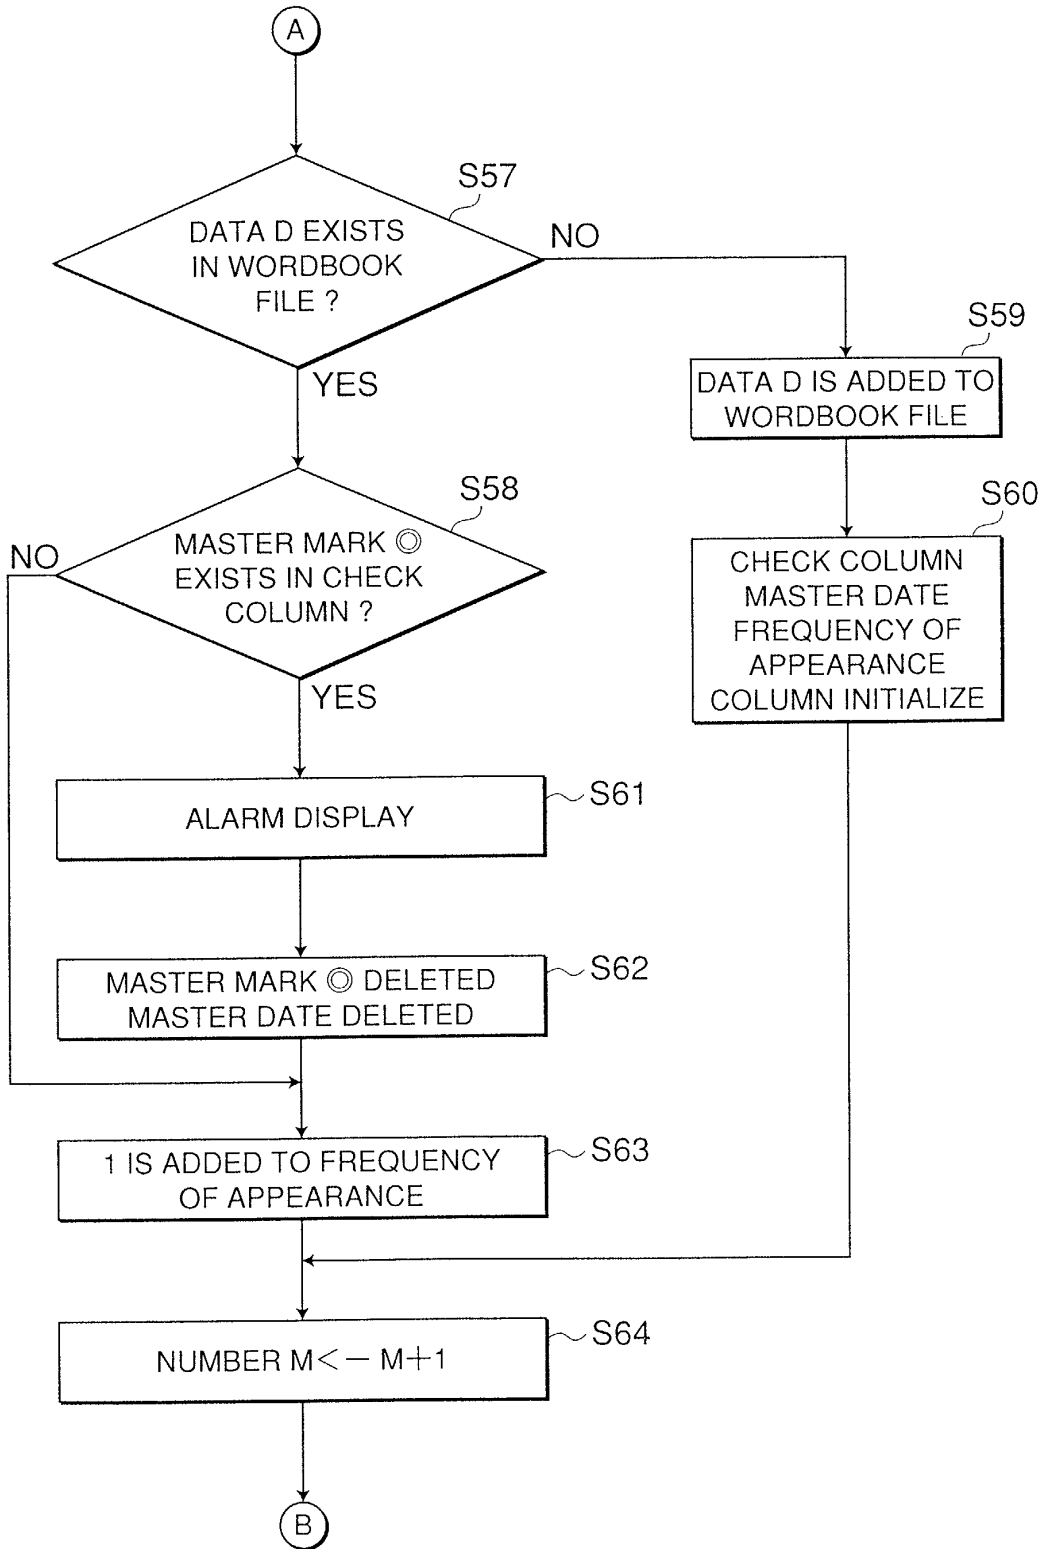 A
S57
DATA D EXISTS
IN WORDBOOK
FILE ?
NO
YES
S59
DATA D IS ADDED TO
WORDBOOK FILE
S58
MASTER MARK ◎
EXISTS IN CHECK
COLUMN ?
NO
YES
S60
CHECK COLUMN
MASTER DATE
FREQUENCY OF
APPEARANCE
COLUMN INITIALIZE
S61
ALARM DISPLAY
S62
MASTER MARK ◎ DELETED
MASTER DATE DELETED
S63
1 IS ADDED TO FREQUENCY
OF APPEARANCE
S64
NUMBER M<− M+1
B